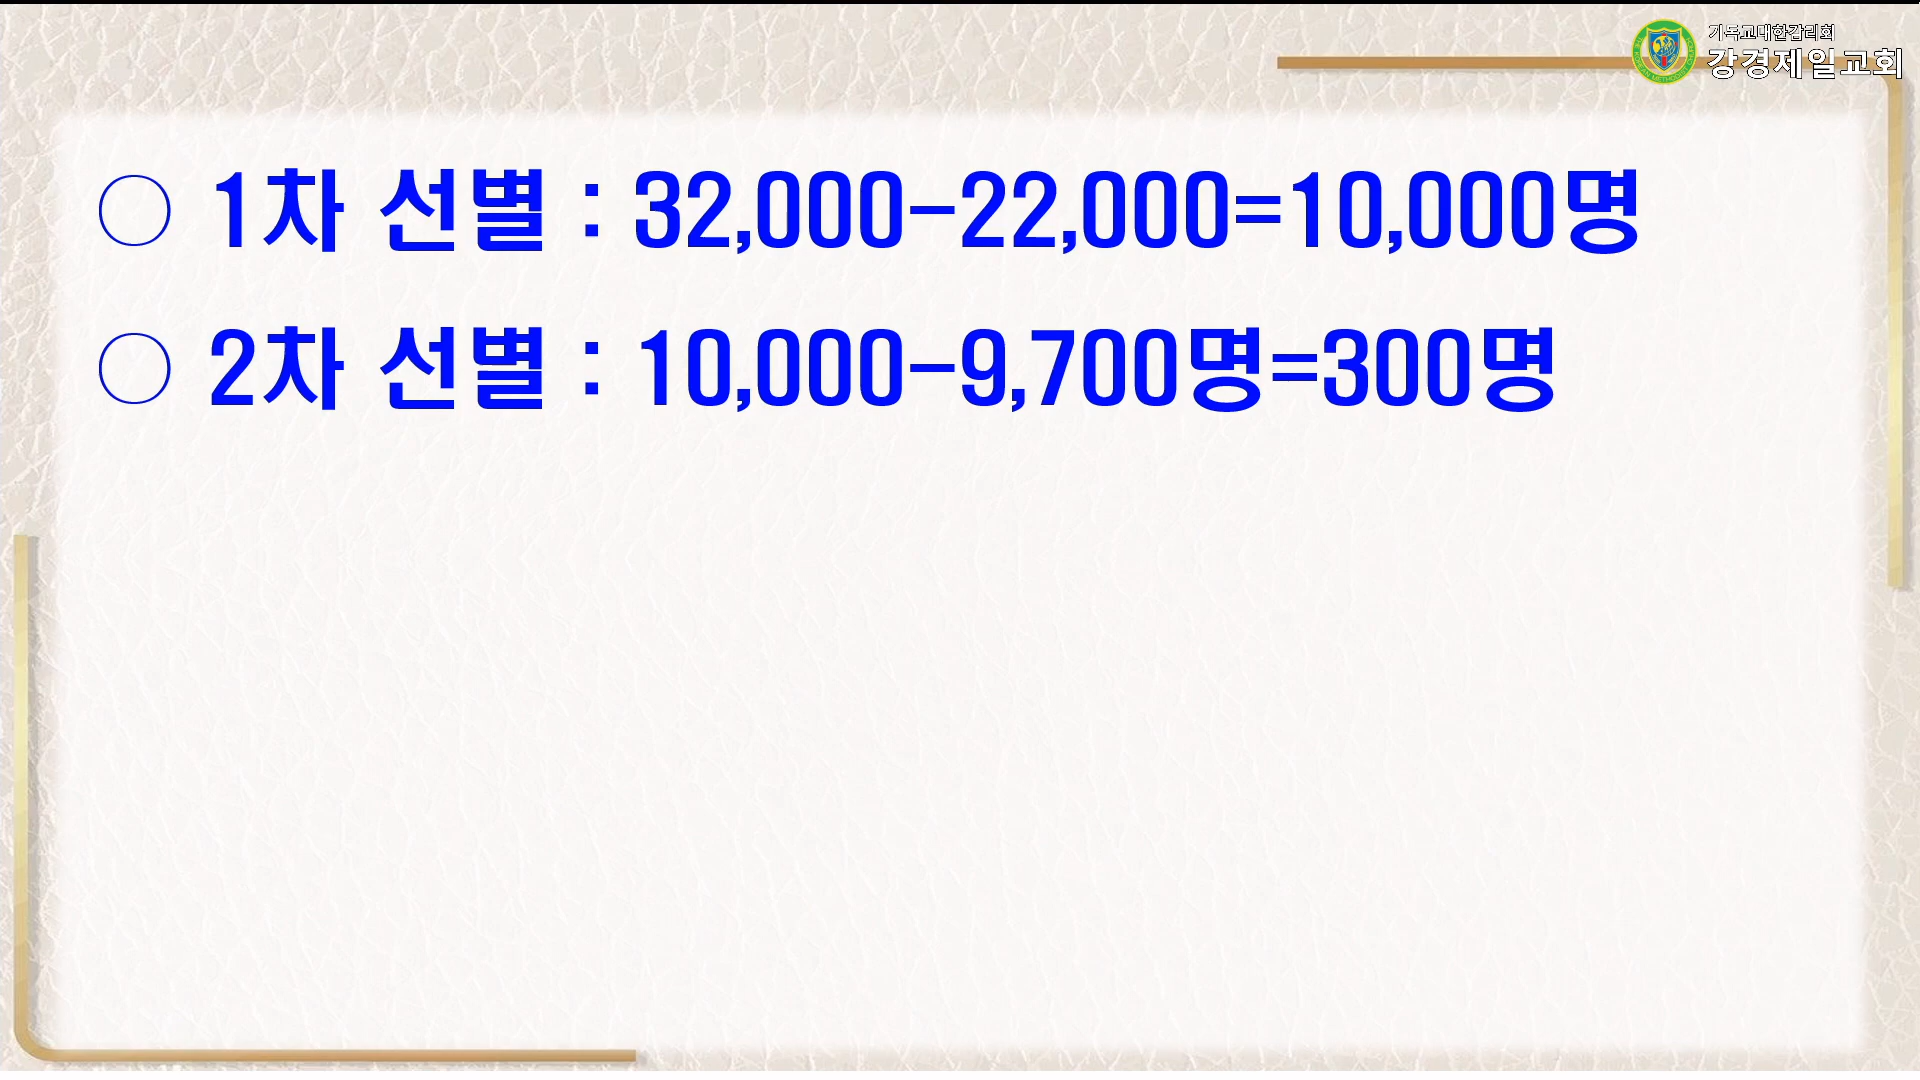 기독교대한감리회
강경제일교회
○ 1차 선별 : 32,000-22,000=10,000명
○ 2차 선별 : 10,000-9,700명=300명